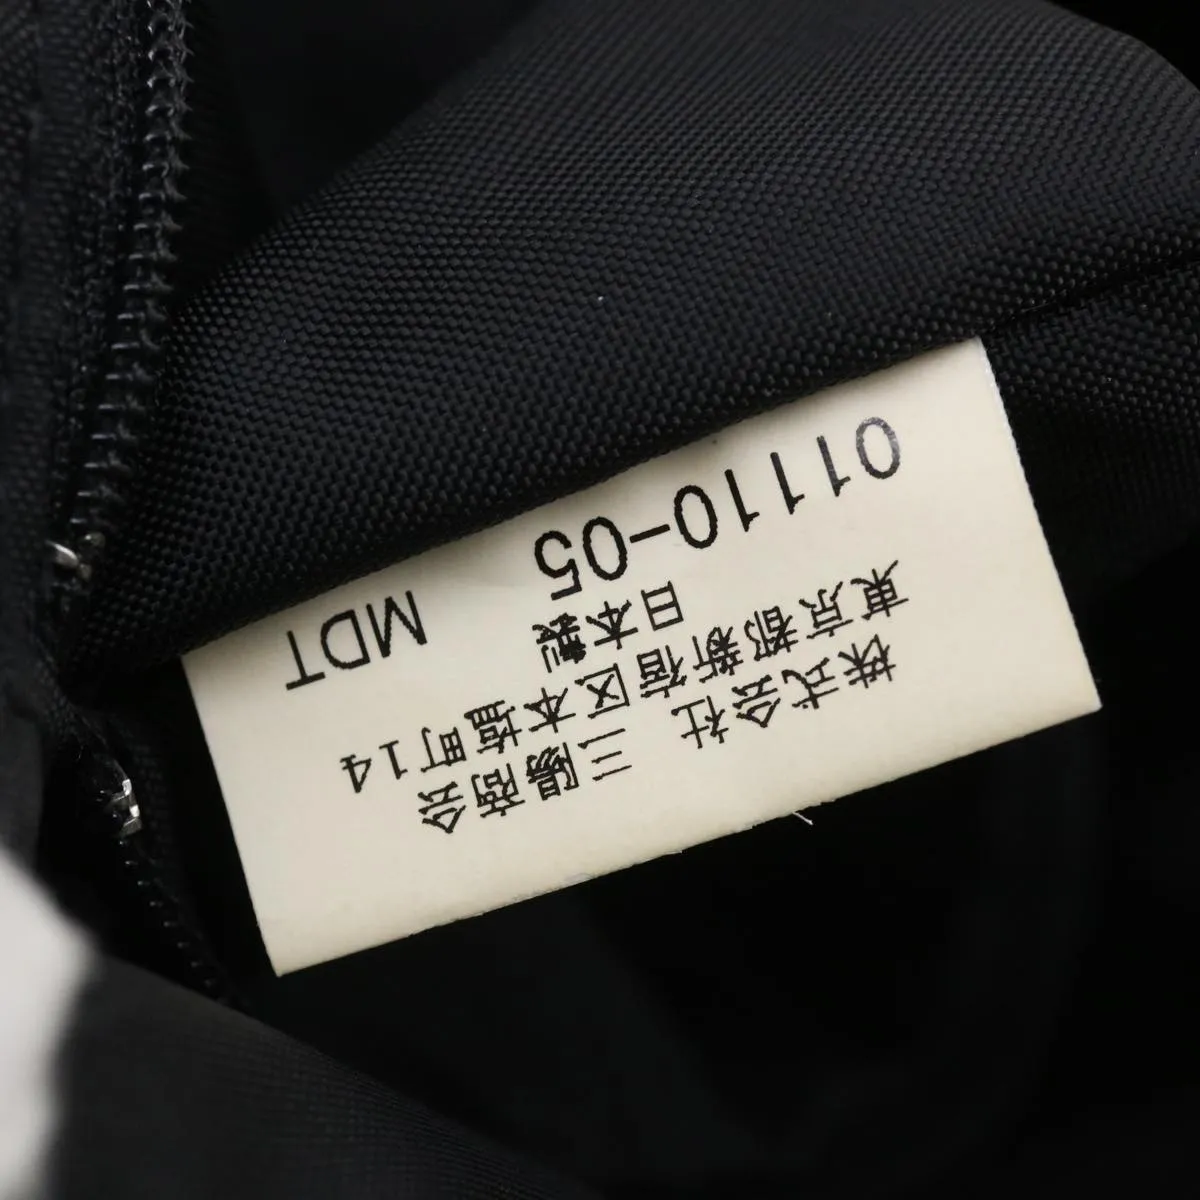 株式会社 三陽商会
東京都新宿区本塩町14
日本製
01110-05 MDT